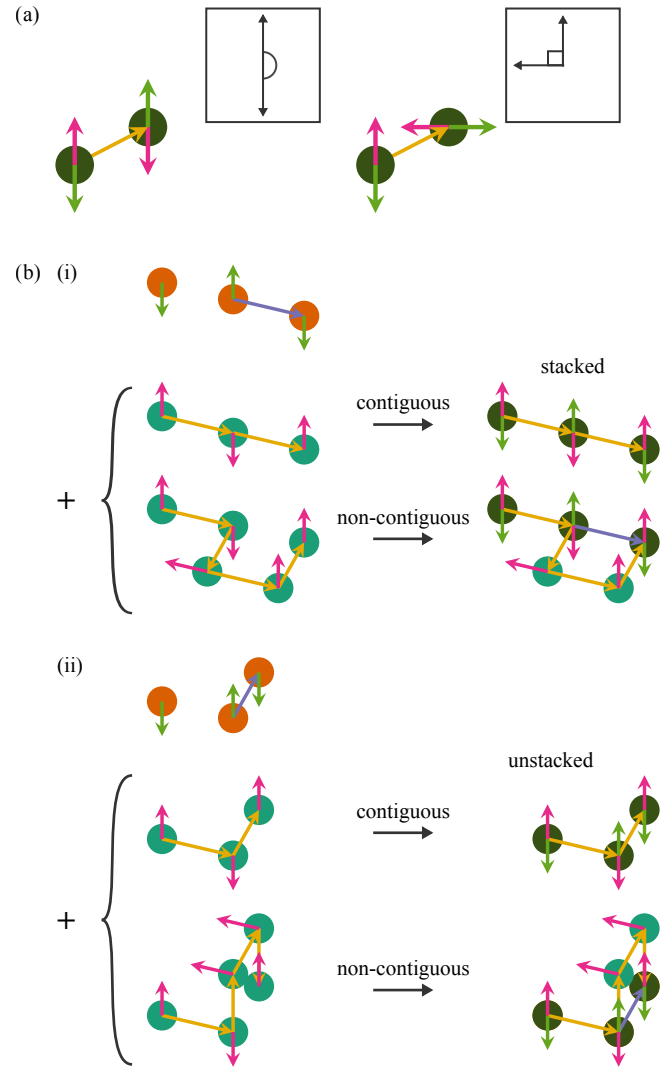 (a)
(b) (i)
stacked
contiguous
+
non-contiguous
(ii)
unstacked
contiguous
+
non-contiguous